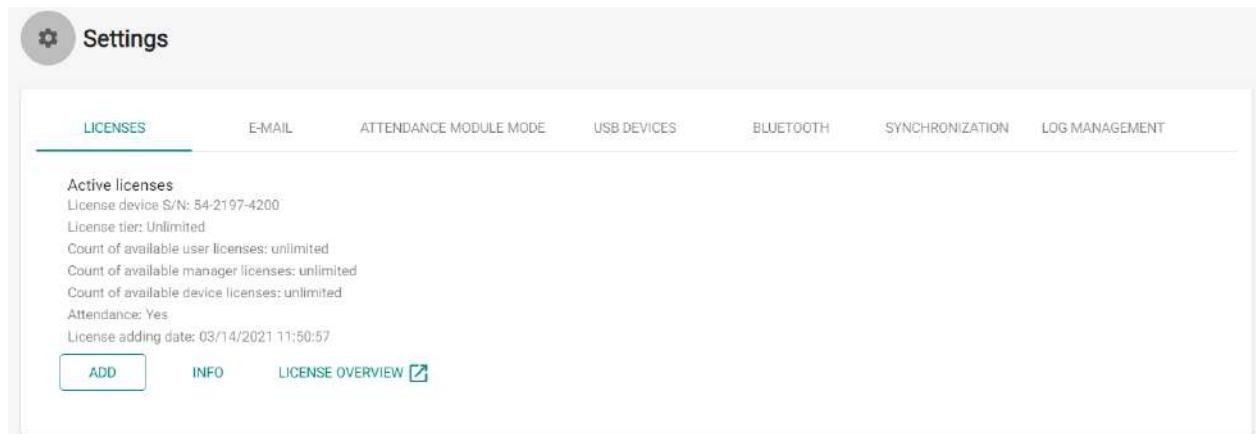 Settings
LICENSES E-MAIL ATTENDANCE MODULE MODE USB DEVICES BLUETOOTH SYNCHRONIZATION LOG MANAGEMENT
Active licenses
License device S/N: 54-2197-4200
License tier: Unlimited
Count of available user licenses: unlimited
Count of available manager licenses: unlimited
Count of available device licenses: unlimited
Attendance: Yes
License adding date: 03/14/2021 11:50:57
ADD INFO LICENSE OVERVIEW